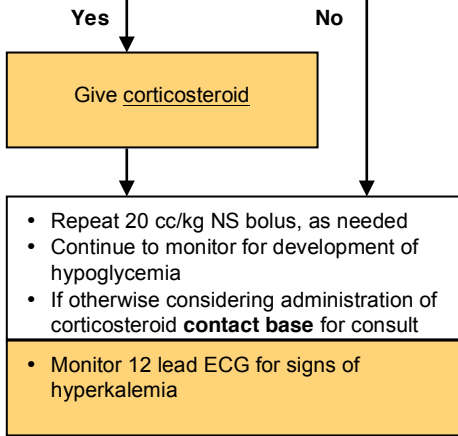 Yes
No
Give corticosteroid
• Repeat 20 cc/kg NS bolus, as needed
• Continue to monitor for development of
hypoglycemia
• If otherwise considering administration of
corticosteroid contact base for consult
• Monitor 12 lead ECG for signs of
hyperkalemia